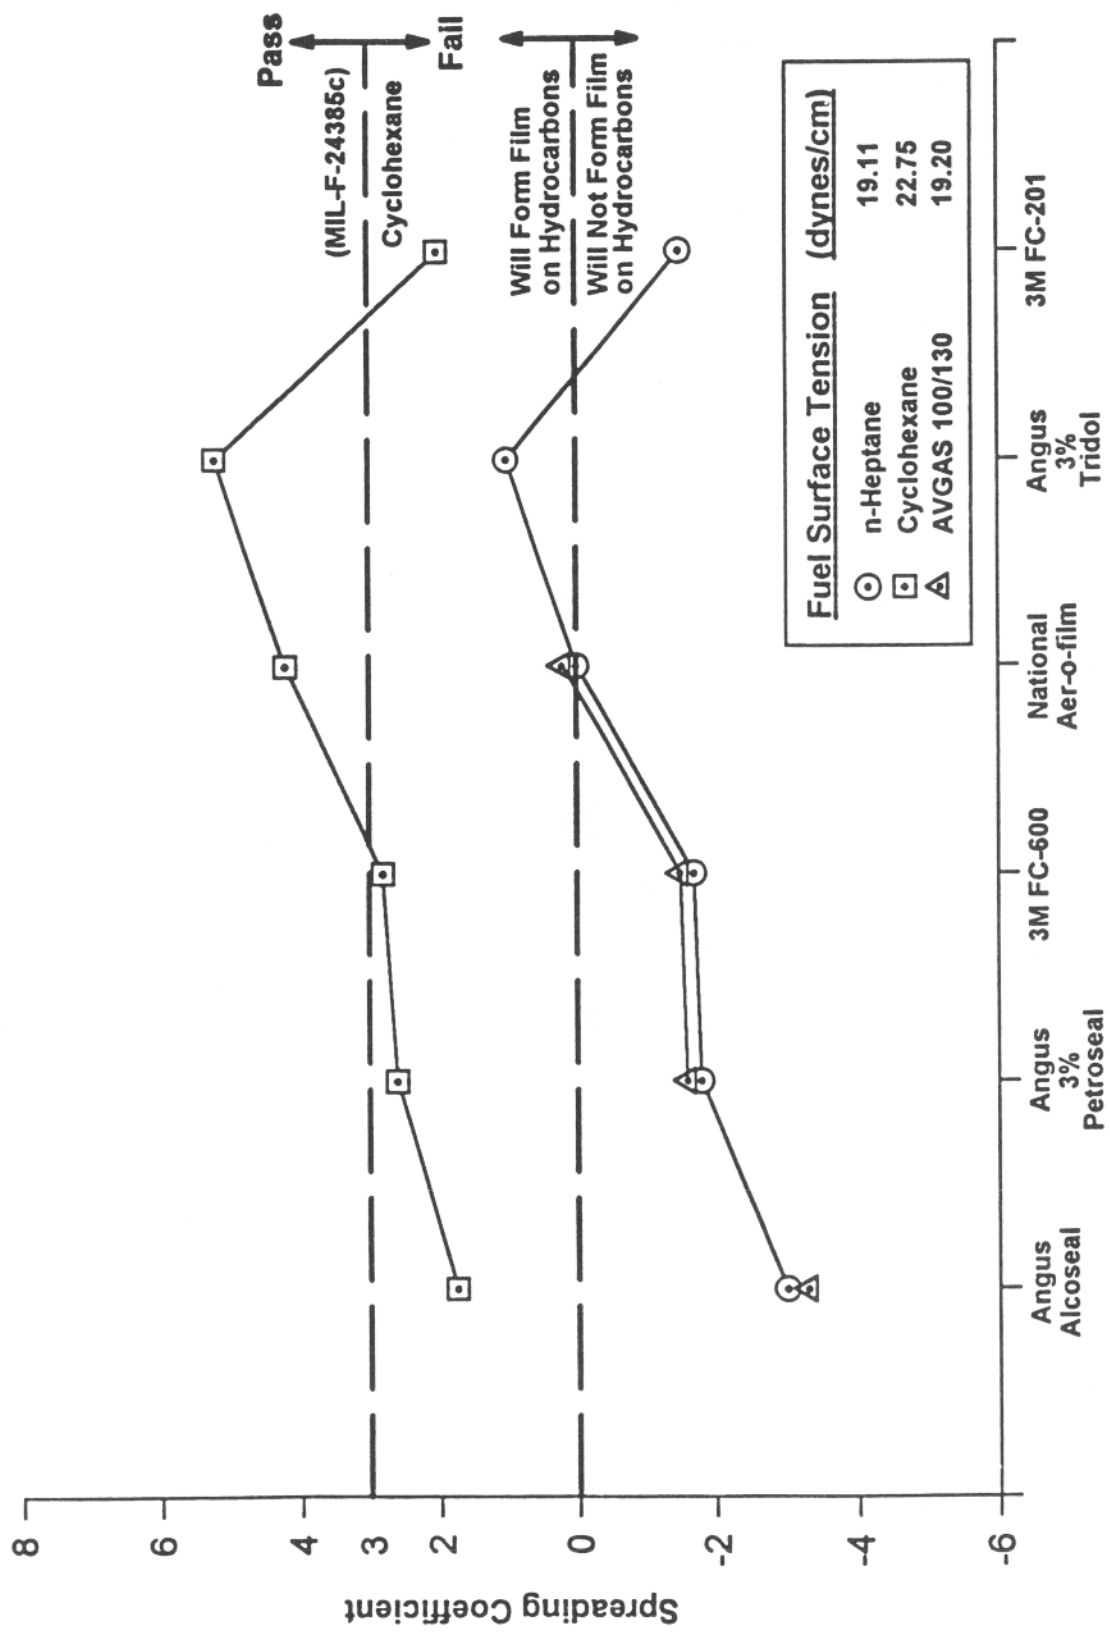 Pass
(MIL-F-24385c)
Cyclohexane
Fail
Will Form Film
on Hydrocarbons
Will Not Form Film
on Hydrocarbons
Spreading Coefficient
8
6
4
3
2
0
-2
-4
-6
Fuel Surface Tension (dynes/cm)
n-Heptane 19.11
Cyclohexane 22.75
AVGAS 100/130 19.20
Angus
Alcoseal
Angus
3%
Petroseal
3M FC-600
National
Aer-o-film
Angus
3%
Tridol
3M FC-201